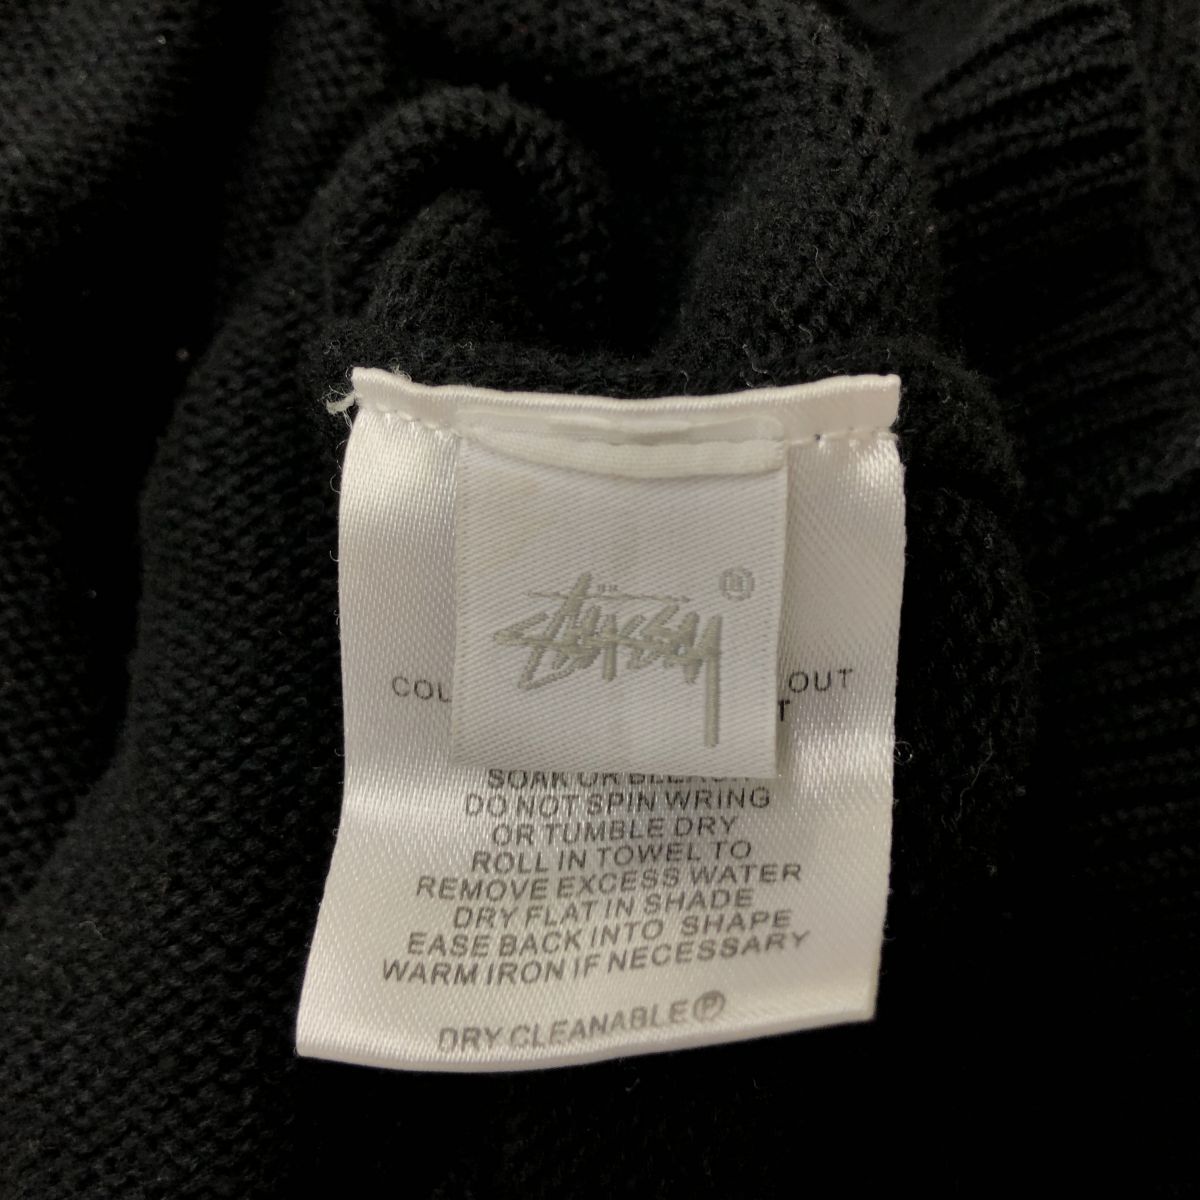 Stüssy ®
COL OUT
T
SOAK OR BLEACH
DO NOT SPIN WRING
OR TUMBLE DRY
ROLL IN TOWEL TO
REMOVE EXCESS WATER
DRY FLAT IN SHADE
EASE BACK INTO SHAPE
WARM IRON IF NECESSARY
DRY CLEANABLE Ⓟ